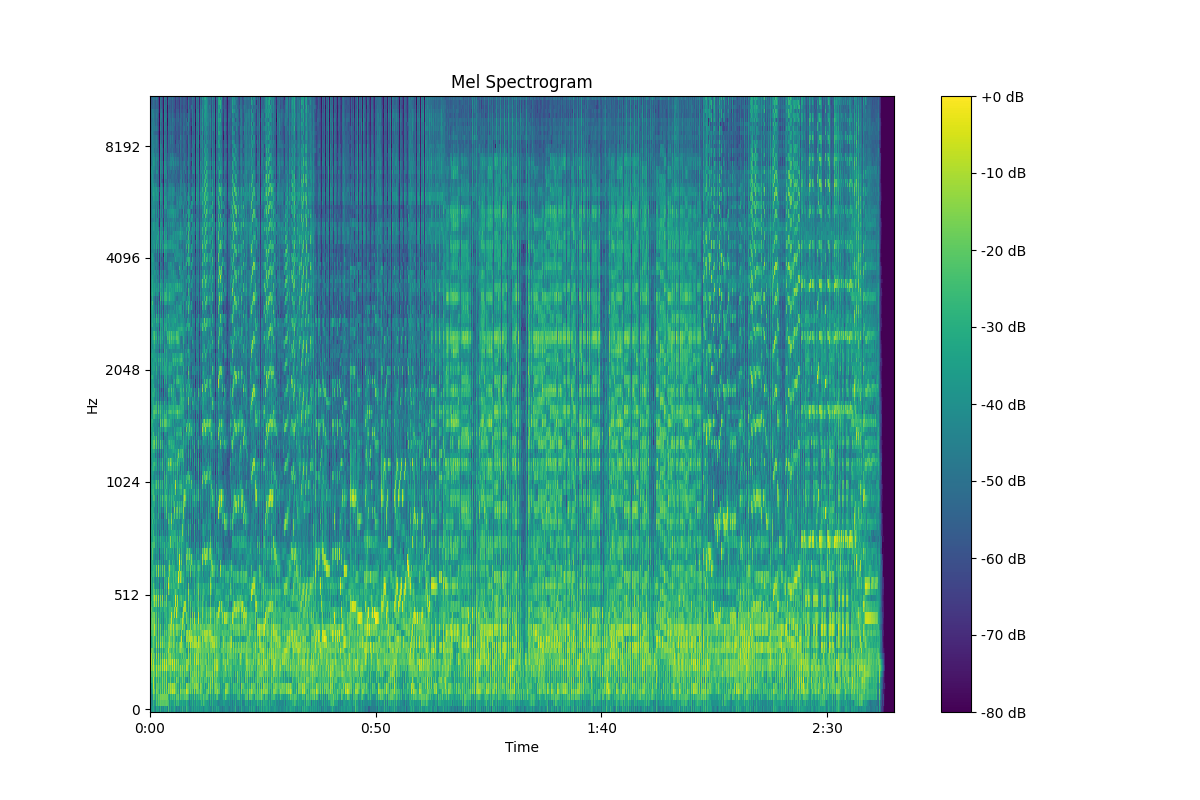 Mel Spectrogram
+0 dB
8192
-10 dB
-20 dB
4096
-30 dB
2048
-40 dB
Hz
1024
-50 dB
-60 dB
512
-70 dB
0
-80 dB
0:00
0:50
1:40
2:30
Time